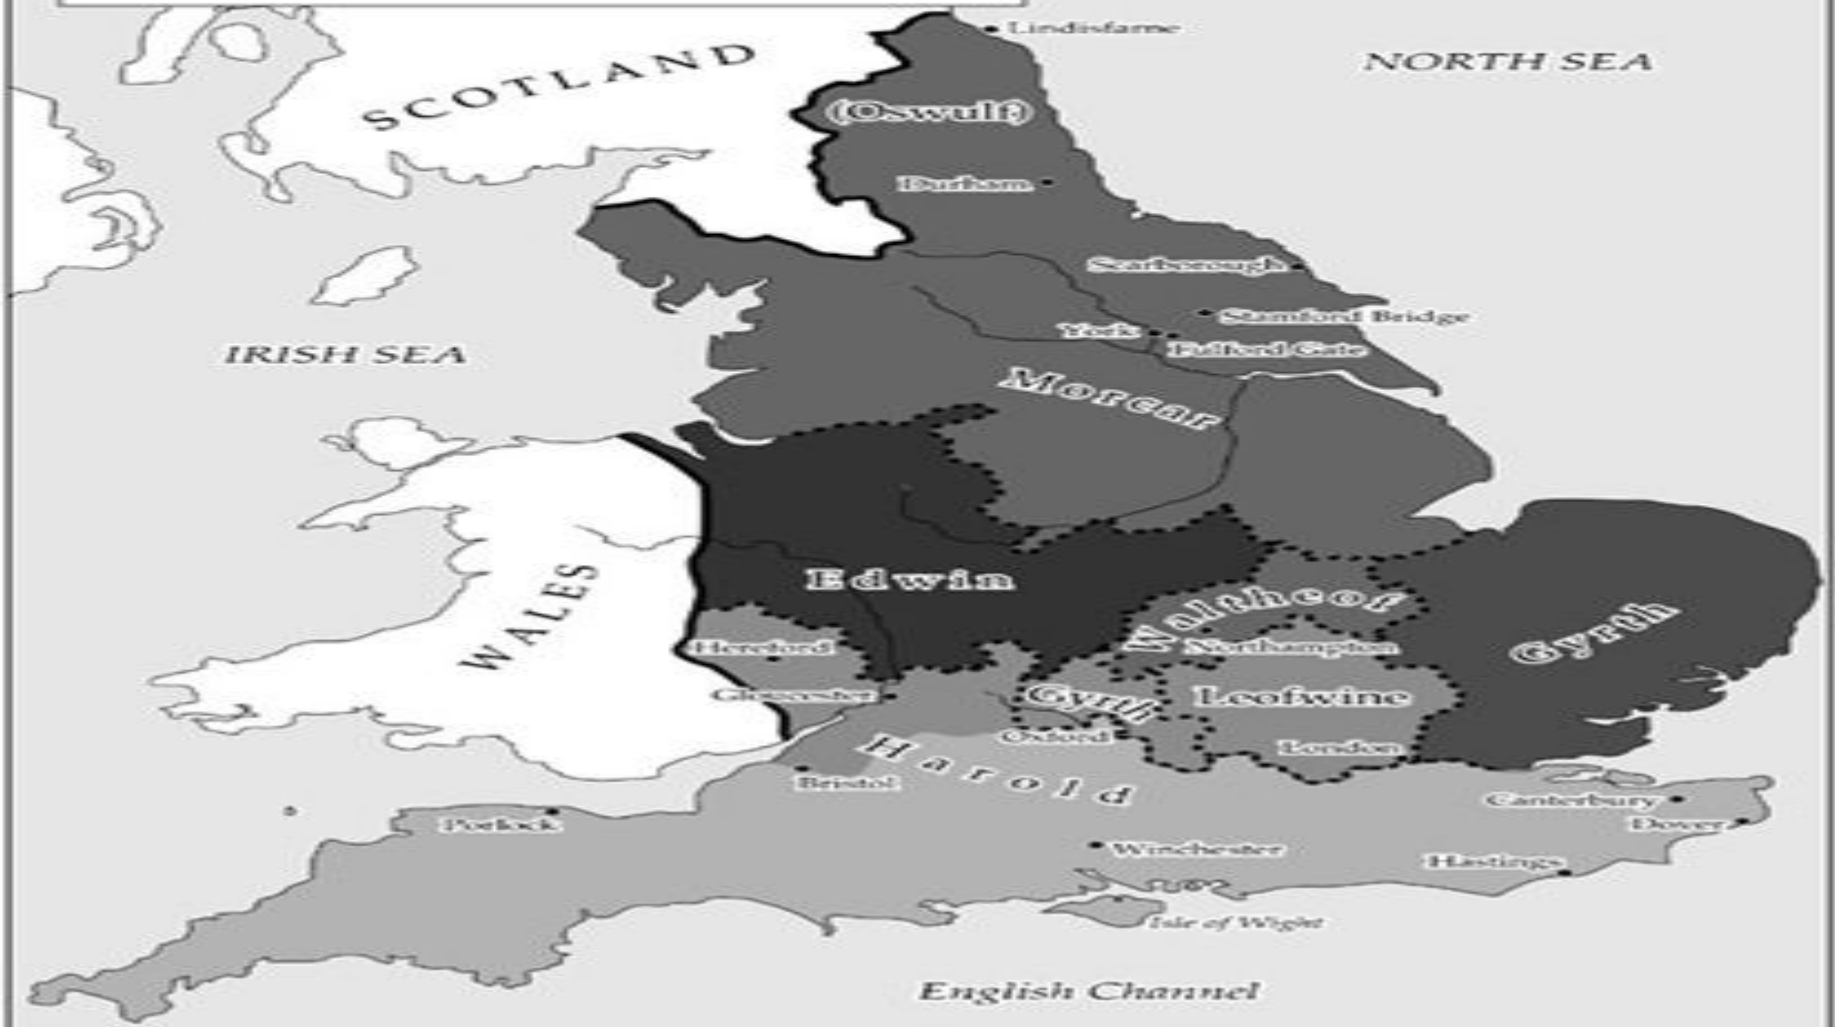 Lindisfarne
NORTH SEA
SCOTLAND
(Oswulf)
Durham
Scarborough
Stamford Bridge
York
Fulford Gate
IRISH SEA
Morcar
Edwin
WALES
Waltheof
Gyrth
Hereford
Northampton
Gloucester
Gyrth
Leofwine
Oxford
London
Harold
Bristol
Canterbury
Porlock
Dover
Winchester
Hastings
Isle of Wight
English Channel